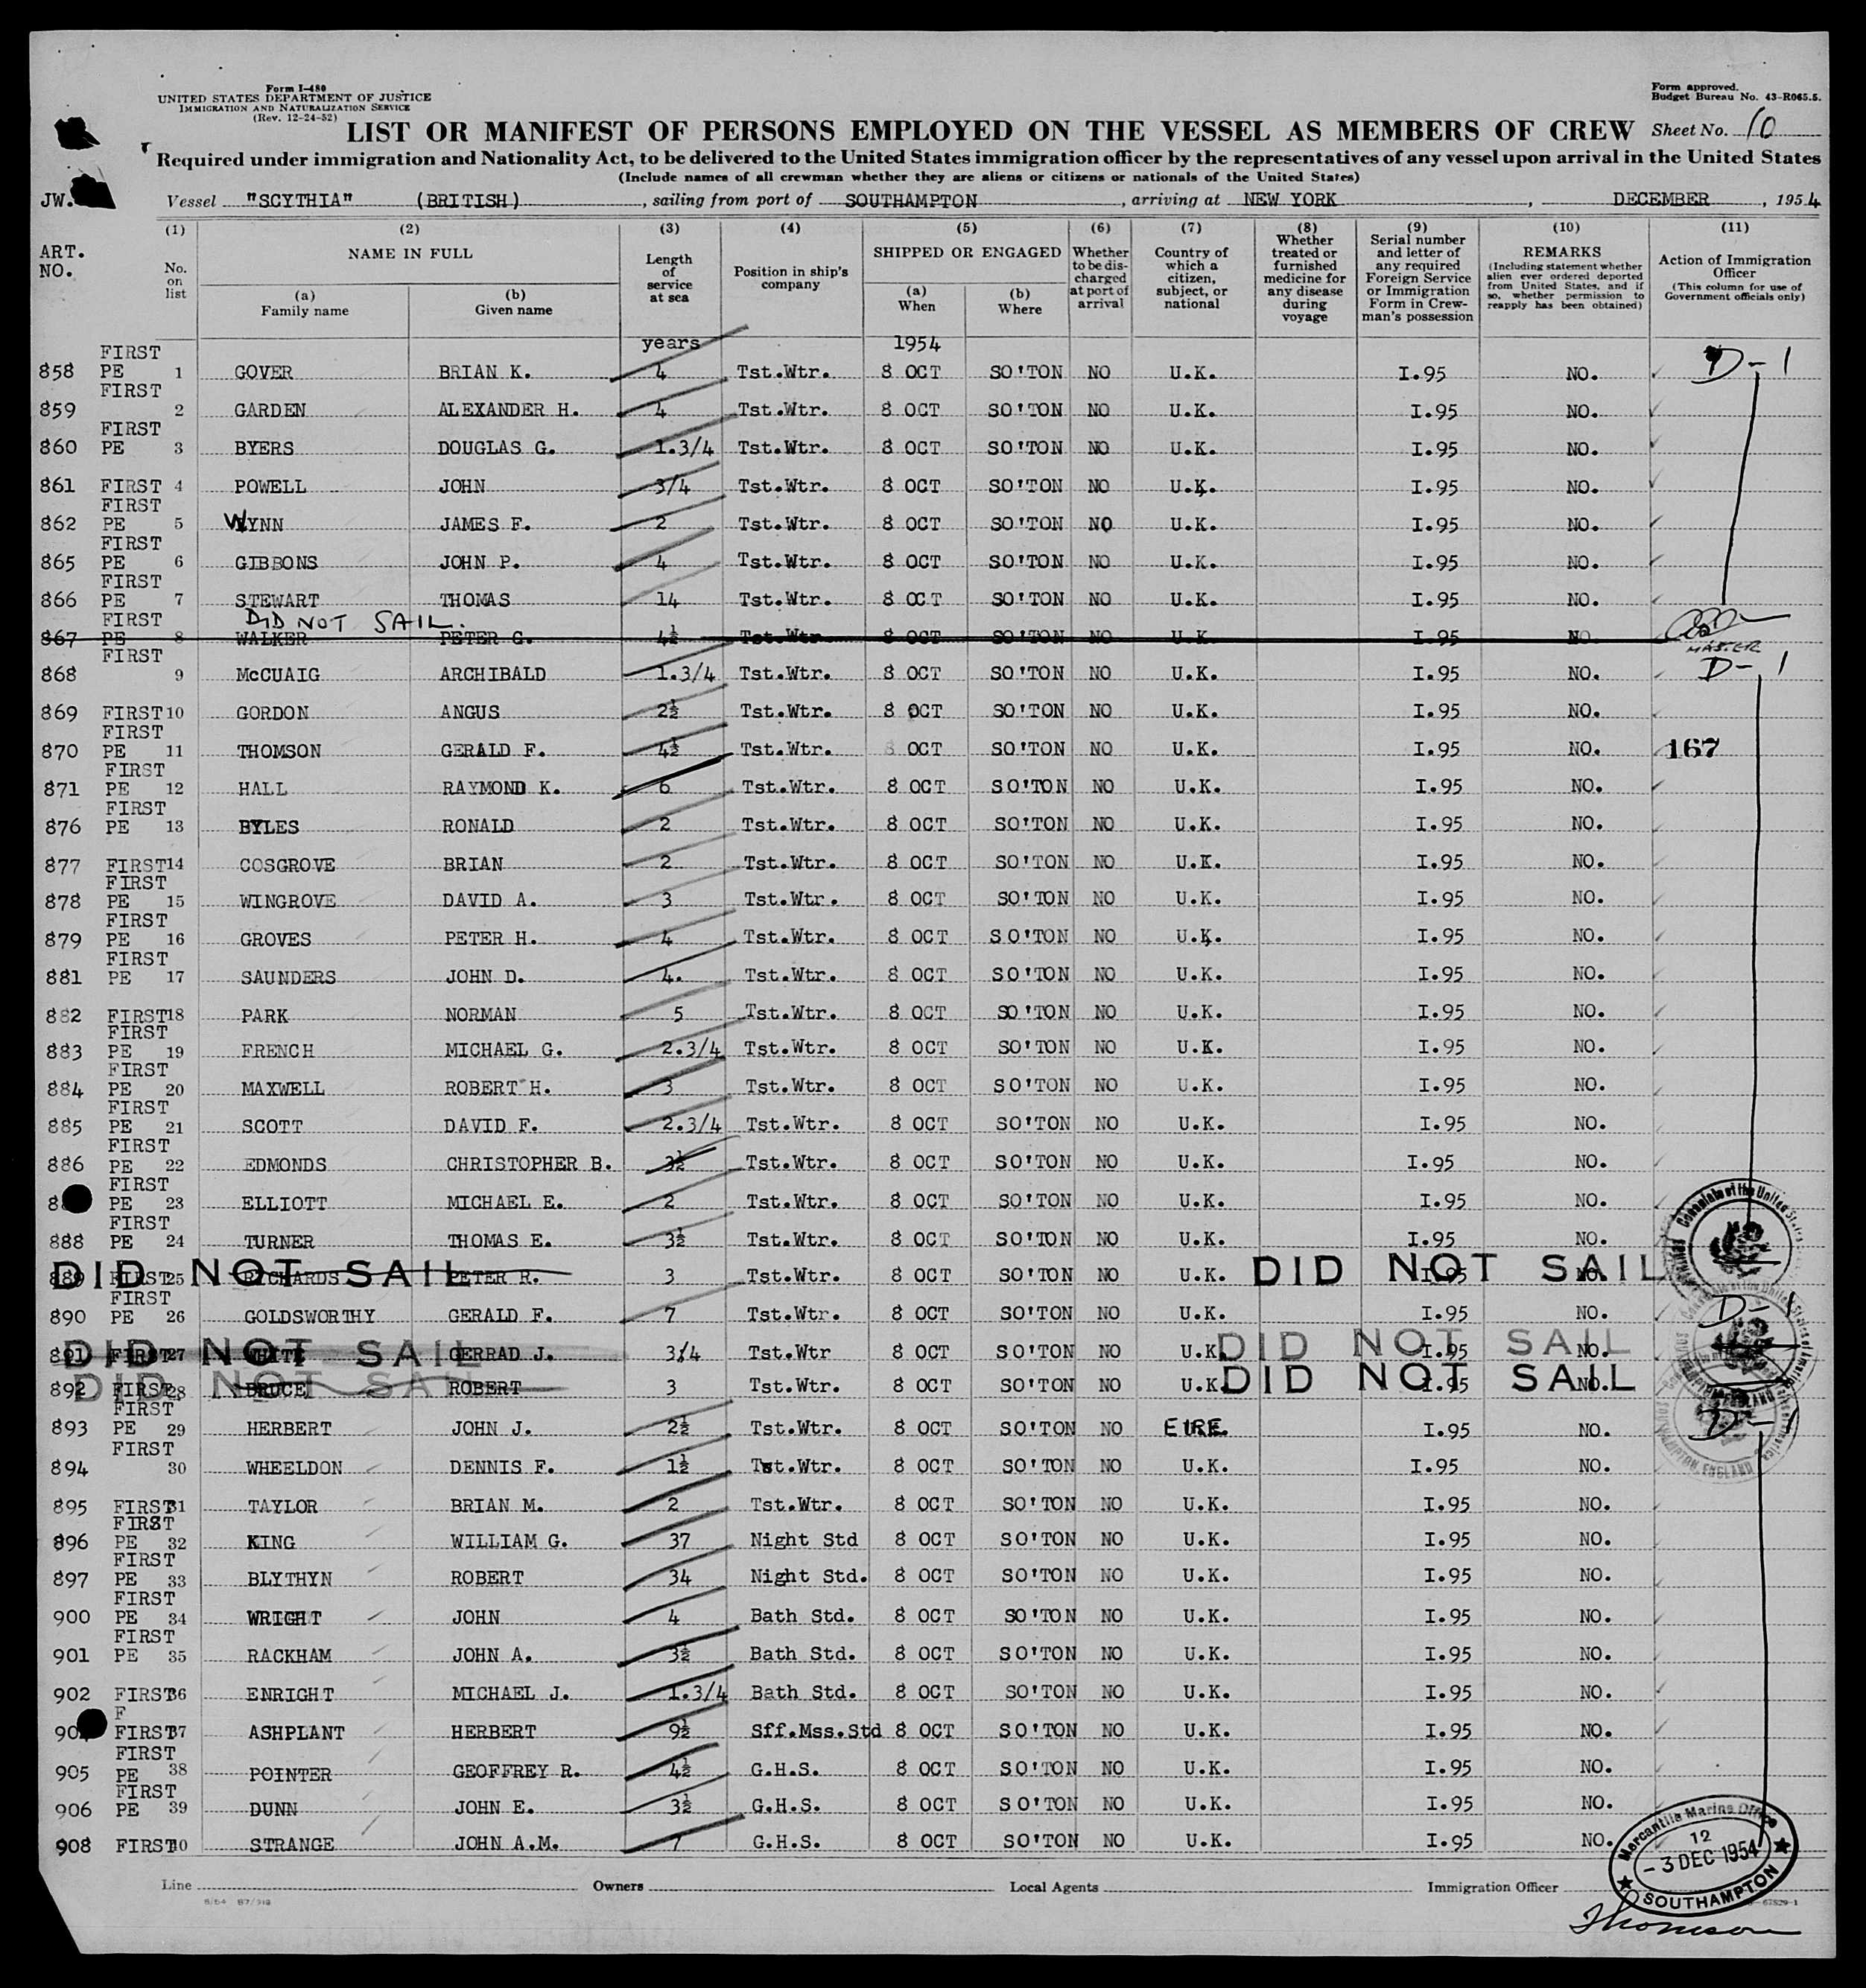 Form I-480
UNITED STATES DEPARTMENT OF JUSTICE
IMMIGRATION AND NATURALIZATION SERVICE
(Rev. 12-24-52)
Form approved.
Budget Bureau No. 43-R065.5.
LIST OR MANIFEST OF PERSONS EMPLOYED ON THE VESSEL AS MEMBERS OF CREW Sheet No. 10
Required under immigration and Nationality Act, to be delivered to the United States immigration officer by the representatives of any vessel upon arrival in the United States
(Include names of all crewman whether they are aliens or citizens or nationals of the United States)
JW. Vessel "SCYTHIA" (BRITISH), sailing from port of SOUTHAMPTON, arriving at NEW YORK, DECEMBER, 1954
ART. NO.
(1) No. on list
(2) NAME IN FULL (a) Family name (b) Given name
(3) Length of service at sea
(4) Position in ship's company
(5) SHIPPED OR ENGAGED (a) When (b) Where
(6) Whether to be discharged at port of arrival
(7) Country of which a citizen, subject, or national
(8) Whether treated or furnished medicine for any disease during voyage
(9) Serial number and letter of any required Foreign Service or Immigration Form in Crewman's possession
(10) REMARKS (Including statement whether alien ever ordered deported from United States, and if so, whether permission to reapply has been obtained)
(11) Action of Immigration Officer (This column for use of Government officials only)
years 1954
858 FIRST PE 1 GOVER BRIAN K. 4 Tst.Wtr. 8 OCT SO'TON NO U.K. I.95 NO. D-1
859 FIRST 2 GARDEN ALEXANDER H. 4 Tst.Wtr. 8 OCT SO'TON NO U.K. I.95 NO.
860 FIRST PE 3 BYERS DOUGLAS G. 1.3/4 Tst.Wtr. 8 OCT SO'TON NO U.K. I.95 NO.
861 FIRST 4 POWELL JOHN 3/4 Tst.Wtr. 8 OCT SO'TON NO U.K. I.95 NO.
862 FIRST PE 5 WYNN JAMES F. 2 Tst.Wtr. 8 OCT SO'TON NO U.K. I.95 NO.
865 FIRST PE 6 GIBBONS JOHN P. 4 Tst.Wtr. 8 OCT SO'TON NO U.K. I.95 NO.
866 FIRST PE 7 STEWART THOMAS 14 Tst.Wtr. 8 OCT SO'TON NO U.K. I.95 NO.
DID NOT SAIL.
867 FIRST PE 8 WALKER PETER G. 4½ Tst.Wtr 8 OCT SO'TON NO U.K I.95 NO. MASTER
868 FIRST 9 McCUAIG ARCHIBALD 1.3/4 Tst.Wtr. 8 OCT SO'TON NO U.K. I.95 NO. D-1
869 FIRST 10 GORDON ANGUS 2½ Tst.Wtr. 8 OCT SO'TON NO U.K. I.95 NO.
870 FIRST PE 11 THOMSON GERALD F. 4½ Tst.Wtr. 8 OCT SO'TON NO U.K. I.95 NO. 167
871 FIRST PE 12 HALL RAYMOND K. 6 Tst.Wtr. 8 OCT SO'TON NO U.K. I.95 NO.
876 FIRST PE 13 BYLES RONALD 2 Tst.Wtr. 8 OCT SO'TON NO U.K. I.95 NO.
877 FIRST 14 COSGROVE BRIAN 2 Tst.Wtr. 8 OCT SO'TON NO U.K. I.95 NO.
878 FIRST PE 15 WINGROVE DAVID A. 3 Tst.Wtr. 8 OCT SO'TON NO U.K. I.95 NO.
879 FIRST PE 16 GROVES PETER H. 4 Tst.Wtr. 8 OCT SO'TON NO U.K. I.95 NO.
881 FIRST PE 17 SAUNDERS JOHN D. 4. Tst.Wtr. 8 OCT SO'TON NO U.K. I.95 NO.
882 FIRST 18 PARK NORMAN 5 Tst.Wtr. 8 OCT SO'TON NO U.K. I.95 NO.
883 FIRST PE 19 FRENCH MICHAEL G. 2.3/4 Tst.Wtr. 8 OCT SO'TON NO U.K. I.95 NO.
884 FIRST PE 20 MAXWELL ROBERT H. 3 Tst.Wtr. 8 OCT SO'TON NO U.K. I.95 NO.
885 FIRST PE 21 SCOTT DAVID F. 2.3/4 Tst.Wtr. 8 OCT SO'TON NO U.K. I.95 NO.
886 FIRST PE 22 EDMONDS CHRISTOPHER B. 3½ Tst.Wtr. 8 OCT SO'TON NO U.K. I.95 NO.
FIRST PE 23 ELLIOTT MICHAEL E. 2 Tst.Wtr. 8 OCT SO'TON NO U.K. I.95 NO.
888 FIRST PE 24 TURNER THOMAS E. 3½ Tst.Wtr. 8 OCT SO'TON NO U.K. I.95 NO.
DID NOT SAIL DID NOT SAIL
889 FIRST 25 RICHARDS PETER R. 3 Tst.Wtr. 8 OCT SO'TON NO U.K. I.95 NO.
890 FIRST PE 26 GOLDSWORTHY GERALD F. 7 Tst.Wtr. 8 OCT SO'TON NO U.K. I.95 NO. D-1
DID NOT SAIL DID NOT SAIL
891 FIRST 27 WHITE GERRAD J. 3/4 Tst.Wtr 8 OCT SO'TON NO U.K. I.95 NO.
DID NOT SAIL DID NOT SAIL
892 FIRST 28 BRUCE ROBERT 3 Tst.Wtr. 8 OCT SO'TON NO U.K. I.95 NO.
893 FIRST PE 29 HERBERT JOHN J. 2½ Tst.Wtr. 8 OCT SO'TON NO EIRE. I.95 NO. D-1
894 FIRST 30 WHEELDON DENNIS F. 1½ Tst.Wtr. 8 OCT SO'TON NO U.K. I.95 NO.
895 FIRST 31 TAYLOR BRIAN M. 2 Tst.Wtr. 8 OCT SO'TON NO U.K. I.95 NO.
896 FIRST PE 32 KING WILLIAM G. 37 Night Std 8 OCT SO'TON NO U.K. I.95 NO.
897 FIRST PE 33 BLYTHYN ROBERT 34 Night Std. 8 OCT SO'TON NO U.K. I.95 NO.
900 FIRST PE 34 WRIGHT JOHN 4 Bath Std. 8 OCT SO'TON NO U.K. I.95 NO.
901 FIRST PE 35 RACKHAM JOHN A. 3½ Bath Std. 8 OCT SO'TON NO U.K. I.95 NO.
902 FIRST 36 ENRIGHT MICHAEL J. 1.3/4 Bath Std. 8 OCT SO'TON NO U.K. I.95 NO.
F
FIRST 37 ASHPLANT HERBERT 9½ Sff.Mss.Std 8 OCT SO'TON NO U.K. I.95 NO.
905 FIRST PE 38 POINTER GEOFFREY R. 4½ G.H.S. 8 OCT SO'TON NO U.K. I.95 NO.
906 FIRST PE 39 DUNN JOHN E. 3½ G.H.S. 8 OCT SO'TON NO U.K. I.95 NO.
908 FIRST 40 STRANGE JOHN A.M. 7 G.H.S. 8 OCT SO'TON NO U.K. I.95 NO.
Mercantile Marine Office
12
- 3 DEC 1954
SOUTHAMPTON
Line Owners Local Agents Immigration Officer
Thomson